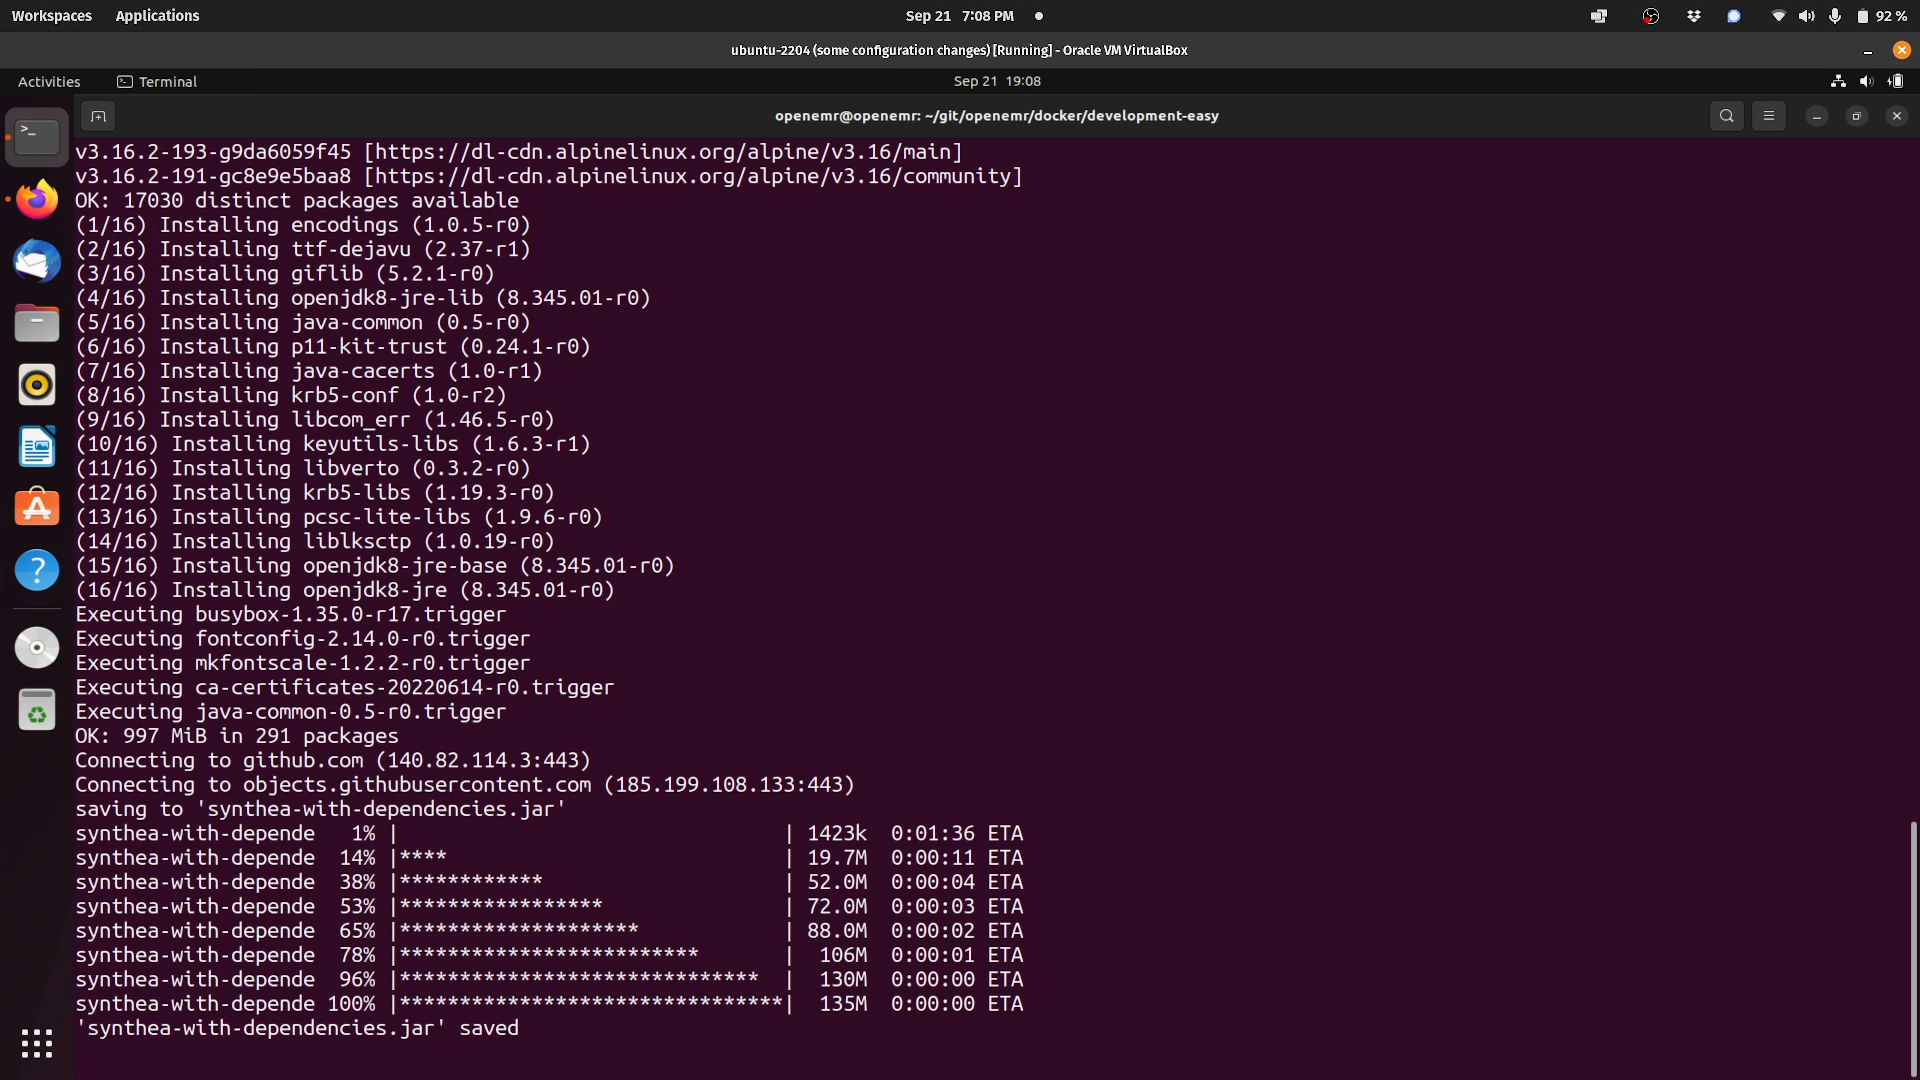 Workspaces Applications Sep 21 7:08 PM 92 %
ubuntu-2204 (some configuration changes) [Running] - Oracle VM VirtualBox
Activities Terminal Sep 21 19:08
openemr@openemr: ~/git/openemr/docker/development-easy
v3.16.2-193-g9da6059f45 [https://dl-cdn.alpinelinux.org/alpine/v3.16/main]
v3.16.2-191-gc8e9e5baa8 [https://dl-cdn.alpinelinux.org/alpine/v3.16/community]
OK: 17030 distinct packages available
(1/16) Installing encodings (1.0.5-r0)
(2/16) Installing ttf-dejavu (2.37-r1)
(3/16) Installing giflib (5.2.1-r0)
(4/16) Installing openjdk8-jre-lib (8.345.01-r0)
(5/16) Installing java-common (0.5-r0)
(6/16) Installing p11-kit-trust (0.24.1-r0)
(7/16) Installing java-cacerts (1.0-r1)
(8/16) Installing krb5-conf (1.0-r2)
(9/16) Installing libcom_err (1.46.5-r0)
(10/16) Installing keyutils-libs (1.6.3-r1)
(11/16) Installing libverto (0.3.2-r0)
(12/16) Installing krb5-libs (1.19.3-r0)
(13/16) Installing pcsc-lite-libs (1.9.6-r0)
(14/16) Installing liblksctp (1.0.19-r0)
(15/16) Installing openjdk8-jre-base (8.345.01-r0)
(16/16) Installing openjdk8-jre (8.345.01-r0)
Executing busybox-1.35.0-r17.trigger
Executing fontconfig-2.14.0-r0.trigger
Executing mkfontscale-1.2.2-r0.trigger
Executing ca-certificates-20220614-r0.trigger
Executing java-common-0.5-r0.trigger
OK: 997 MiB in 291 packages
Connecting to github.com (140.82.114.3:443)
Connecting to objects.githubusercontent.com (185.199.108.133:443)
saving to 'synthea-with-dependencies.jar'
synthea-with-depende   1% |                                | 1423k  0:01:36 ETA
synthea-with-depende  14% |****                            | 19.7M  0:00:11 ETA
synthea-with-depende  38% |************                    | 52.0M  0:00:04 ETA
synthea-with-depende  53% |*****************               | 72.0M  0:00:03 ETA
synthea-with-depende  65% |********************            | 88.0M  0:00:02 ETA
synthea-with-depende  78% |*************************       |  106M  0:00:01 ETA
synthea-with-depende  96% |******************************  |  130M  0:00:00 ETA
synthea-with-depende 100% |********************************|  135M  0:00:00 ETA
'synthea-with-dependencies.jar' saved